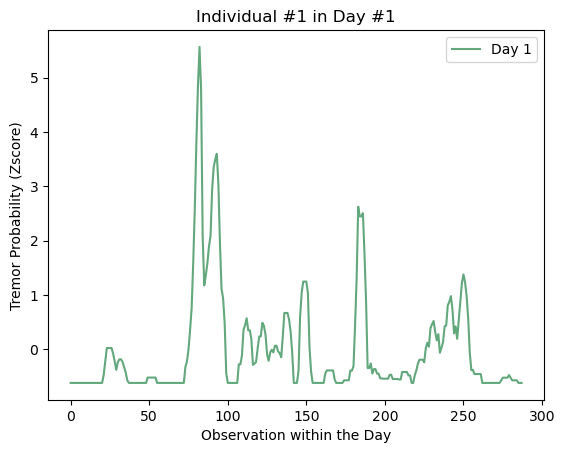 Individual #1 in Day #1
Day 1
Tremor Probability (Zscore)
5
4
3
2
1
0
0 50 100 150 200 250 300
Observation within the Day